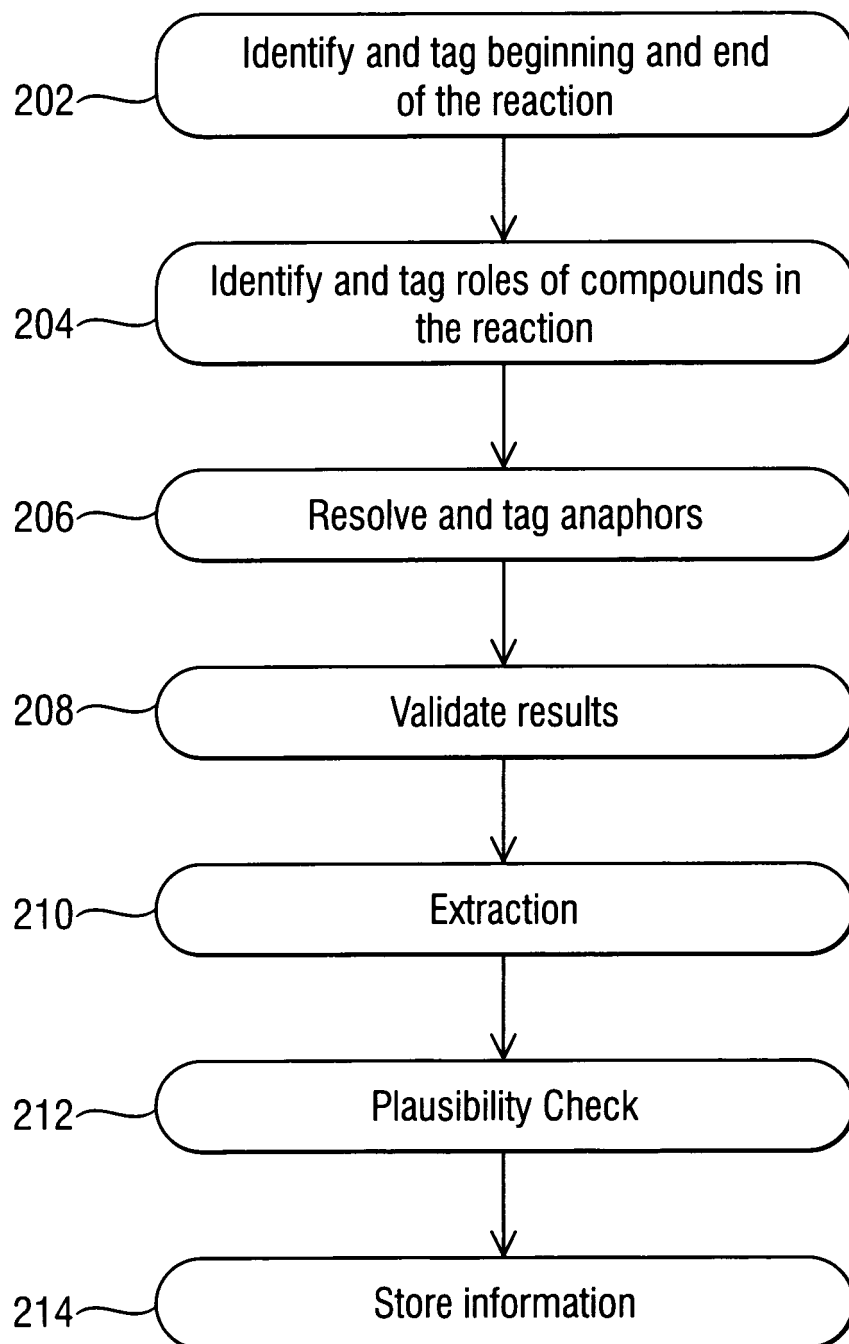 202
Identify and tag beginning and end
of the reaction
204
Identify and tag roles of compounds in
the reaction
206
Resolve and tag anaphors
208
Validate results
210
Extraction
212
Plausibility Check
214
Store information